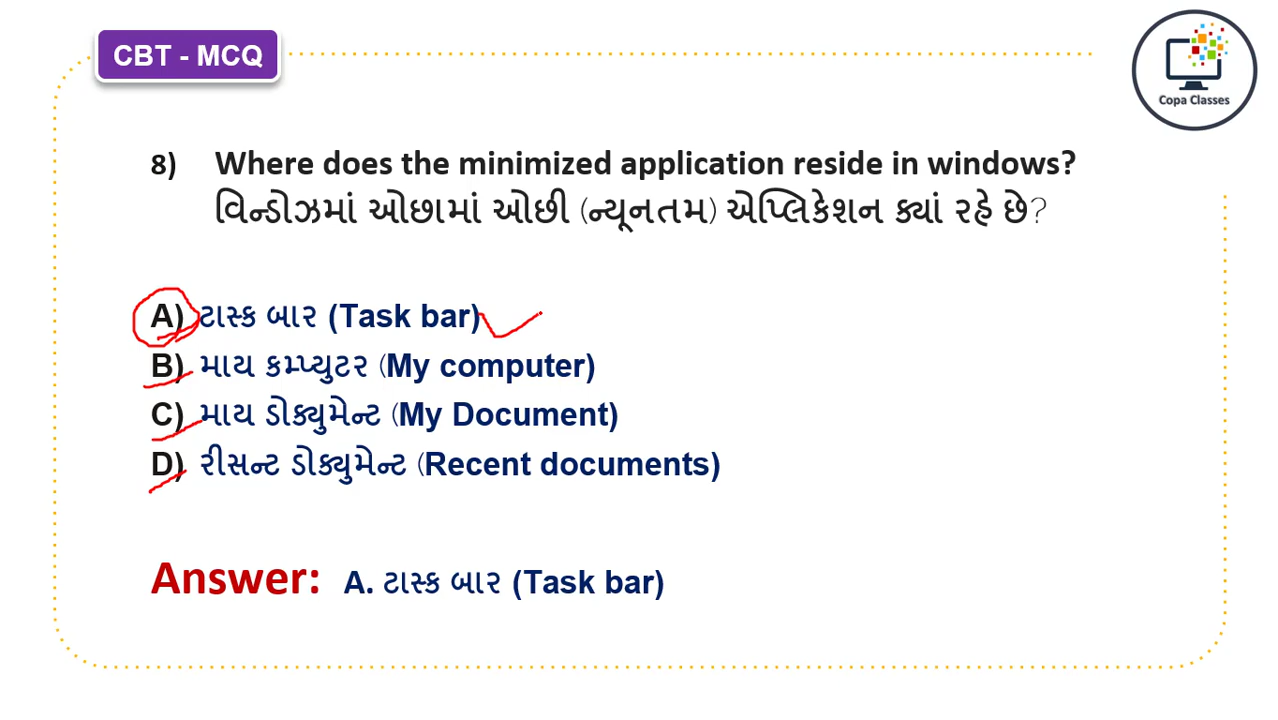 CBT - MCQ
Copa Classes
8) Where does the minimized application reside in windows?
વિન્ડોઝમાં ઓછામાં ઓછી (ન્યૂનતમ) એપ્લિકેશન ક્યાં રહે છે?
A) ટાસ્ક બાર (Task bar)
B) માય કમ્પ્યુટર (My computer)
C) માય ડોક્યુમેન્ટ (My Document)
D) રીસન્ટ ડોક્યુમેન્ટ (Recent documents)
Answer: A. ટાસ્ક બાર (Task bar)